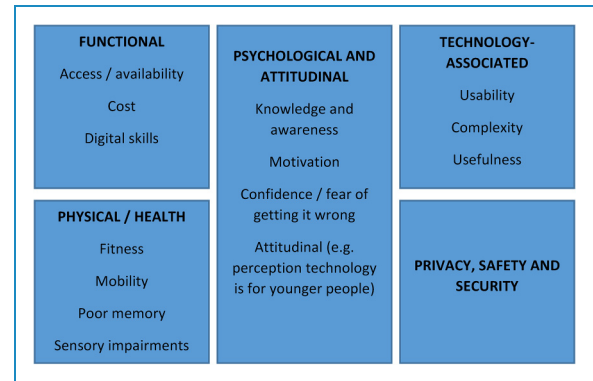 FUNCTIONAL
Access / availability
Cost
Digital skills
PHYSICAL / HEALTH
Fitness
Mobility
Poor memory
Sensory impairments
PSYCHOLOGICAL AND
ATTITUDINAL
Knowledge and
awareness
Motivation
Confidence / fear of
getting it wrong
Attitudinal (e.g.
perception technology
is for younger people)
TECHNOLOGY-
ASSOCIATED
Usability
Complexity
Usefulness
PRIVACY, SAFETY AND
SECURITY